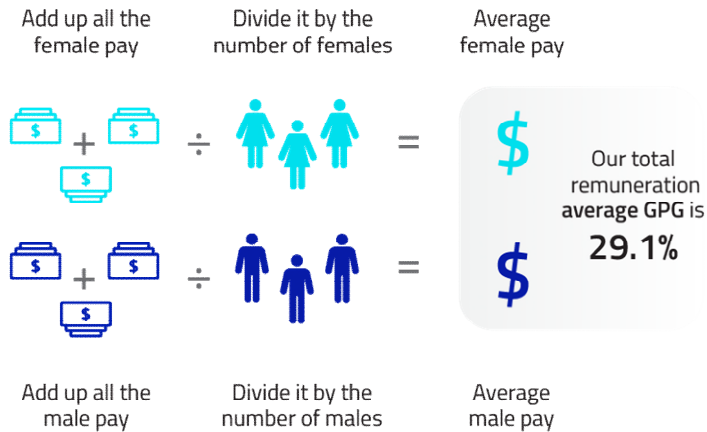 Add up all the
female pay
Divide it by the
number of females
Average
female pay
$ + $ ÷ = $
$
$ + $ ÷ = $
$
Our total
remuneration
average GPG is
29.1%
Add up all the
male pay
Divide it by the
number of males
Average
male pay